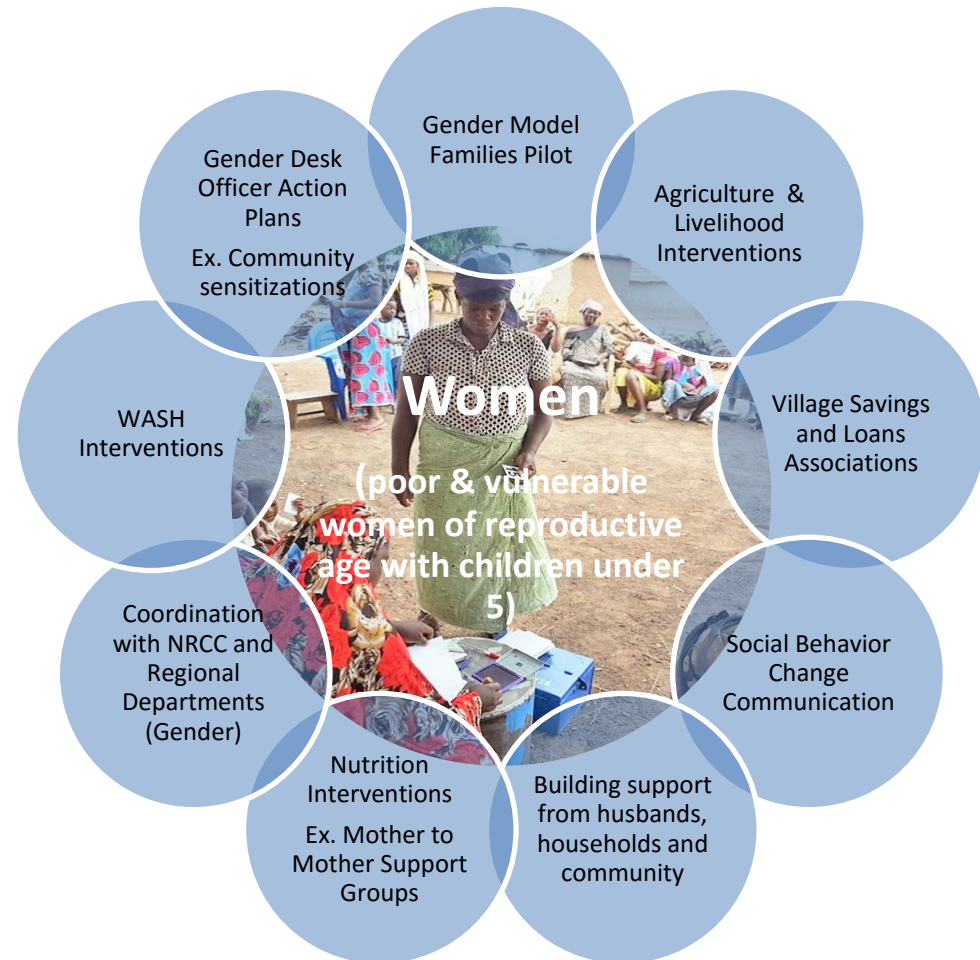 Gender Model
Families Pilot
Agriculture &
Livelihood
Interventions
Village Savings
and Loans
Associations
Social Behavior
Change
Communication
Building support
from husbands,
households and
community
Nutrition
Interventions
Ex. Mother to
Mother Support
Groups
Coordination
with NRCC and
Regional
Departments
(Gender)
WASH
Interventions
Gender Desk
Officer Action
Plans
Ex. Community
sensitizations
Women
(poor & vulnerable
women of reproductive
age with children under
5)